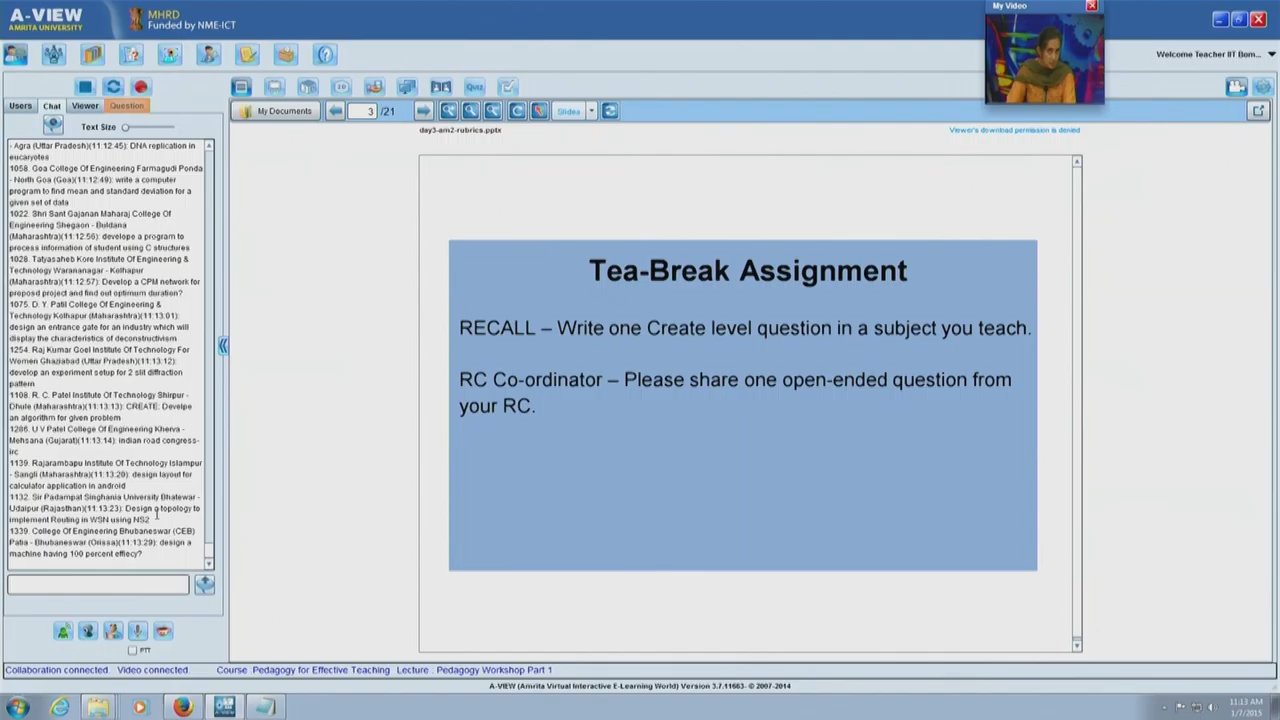 A-VIEW
AMRITA UNIVERSITY
MHRD
Funded by NME-ICT
My Video
Welcome Teacher IIT Bom...
Users Chat Viewer Question
Text Size
My Documents
3 /21
Slides
Quiz
day3-am2-rubrics.pptx
Viewer's download permission is denied
- Agra (Uttar Pradesh)(11:12:45): DNA replication in
eucaryotes
1058. Goa College Of Engineering Farmagudi Ponda
- North Goa (Goa)(11:12:49): write a computer
program to find mean and standard deviation for a
given set of data
1022. Shri Sant Gajanan Maharaj College Of
Engineering Shegaon - Buldana
(Maharashtra)(11:12:56): develope a program to
process information of student using C structures
1028. Tatyasaheb Kore Institute Of Engineering &
Technology Warananagar - Kolhapur
(Maharashtra)(11:12:57): Develop a CPM network for
proposd project and find out optimum duration?
1075. D. Y. Patil College Of Engineering &
Technology Kolhapur (Maharashtra)(11:13:01):
design an entrance gate for an industry which will
display the characteristics of deconstructivism
1254. Raj Kumar Goel Institute Of Technology For
Women Ghaziabad (Uttar Pradesh)(11:13:12):
develop an experiment setup for 2 slit diffraction
pattern
1108. R. C. Patel Institute Of Technology Shirpur -
Dhule (Maharashtra)(11:13:13): CREATE: Develpe
an algorithm for given problem
1286. U V Patel College Of Engineering Kherva -
Mehsana (Gujarat)(11:13:14): indian road congress-
irc
1139. Rajarambapu Institute Of Technology Islampur
- Sangli (Maharashtra)(11:13:20): design layout for
calculator application in android
1132. Sir Padampat Singhania University Bhatewar -
Udaipur (Rajasthan)(11:13:23): Design a topology to
implement Routing in WSN using NS2
1339. College Of Engineering Bhubaneswar (CEB)
Patia - Bhubaneswar (Orissa)(11:13:29): design a
machine having 100 percent effiecy?
Tea-Break Assignment
RECALL – Write one Create level question in a subject you teach.
RC Co-ordinator – Please share one open-ended question from
your RC.
PTT
Collaboration connected. Video connected. Course : Pedagogy for Effective Teaching Lecture : Pedagogy Workshop Part 1
A-VIEW (Amrita Virtual Interactive E-Learning World) Version 3.7.11663- © 2007-2014
11:13 AM
1/7/2015